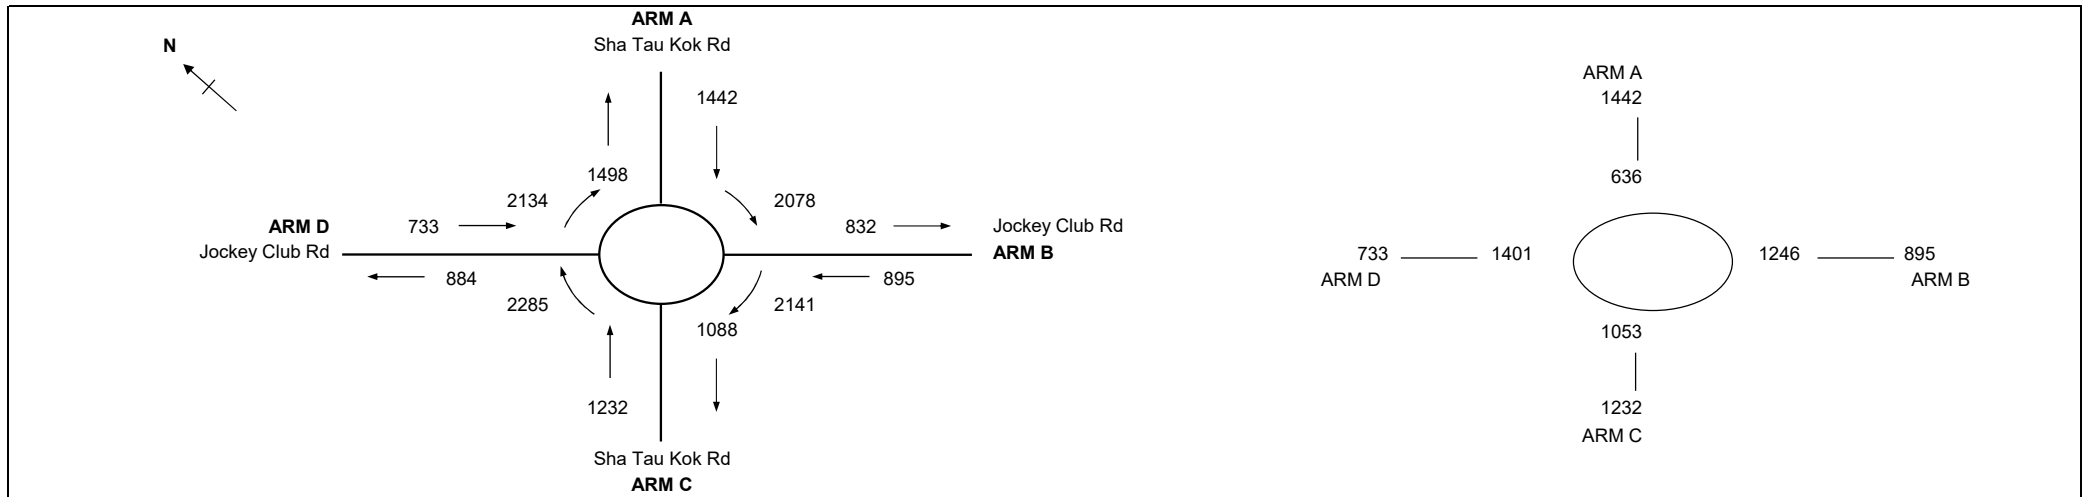 ARM A
Sha Tau Kok Rd
N
1442
1498
2134
2078
ARM D
733
832
Jockey Club Rd
Jockey Club Rd
ARM B
884
895
2285
2141
1088
1232
Sha Tau Kok Rd
ARM C
ARM A
1442
636
733
1401
1246
895
ARM D
ARM B
1053
1232
ARM C